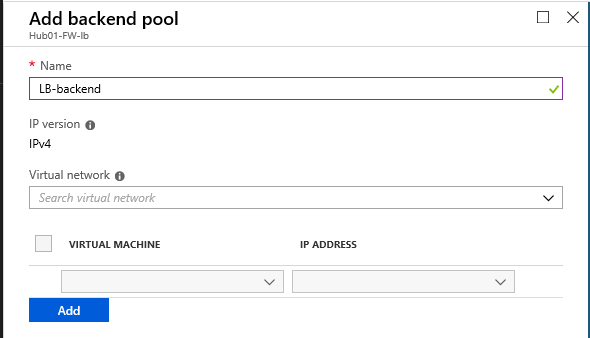 Add backend pool
Hub01-FW-lb
* Name
LB-backend
IP version
IPv4
Virtual network
Search virtual network
VIRTUAL MACHINE IP ADDRESS
Add